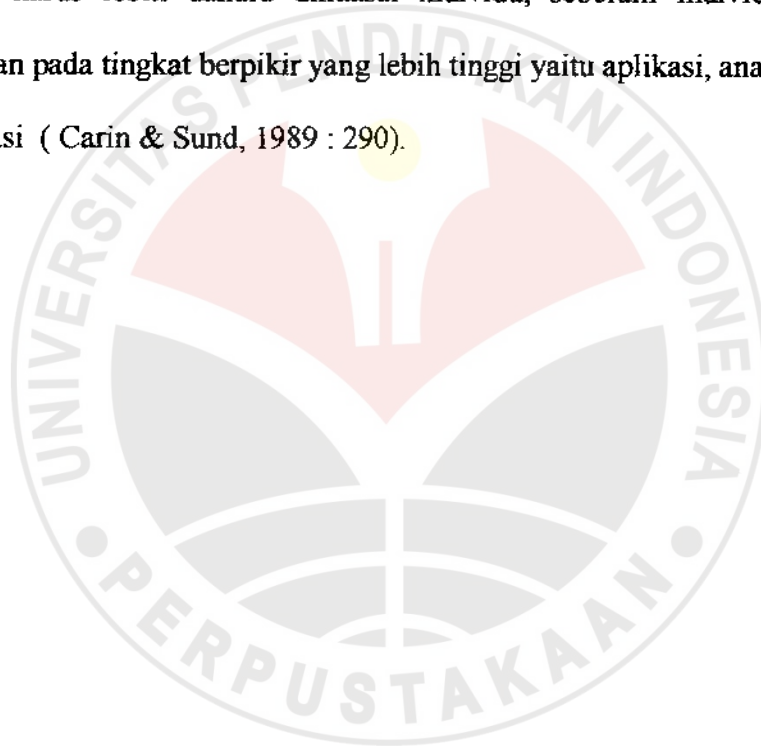 an pada tingkat berpikir yang lebih tinggi yaitu aplikasi, ana
si ( Carin & Sund, 1989 : 290).
UNIVERSITAS PENDIDIKAN INDONESIA
PERPUSTAKAAN